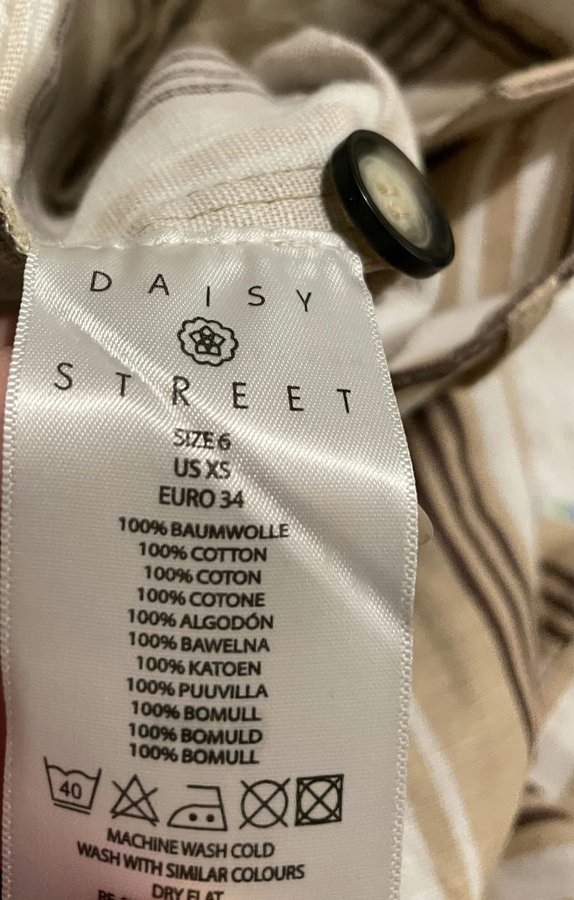 DAISY
STREET
SIZE 6
US XS
EURO 34
100% BAUMWOLLE
100% COTTON
100% COTON
100% COTONE
100% ALGODÓN
100% BAWELNA
100% KATOEN
100% PUUVILLA
100% BOMULL
100% BOMULD
100% BOMULL
40
MACHINE WASH COLD
WASH WITH SIMILAR COLOURS
DRY FLAT